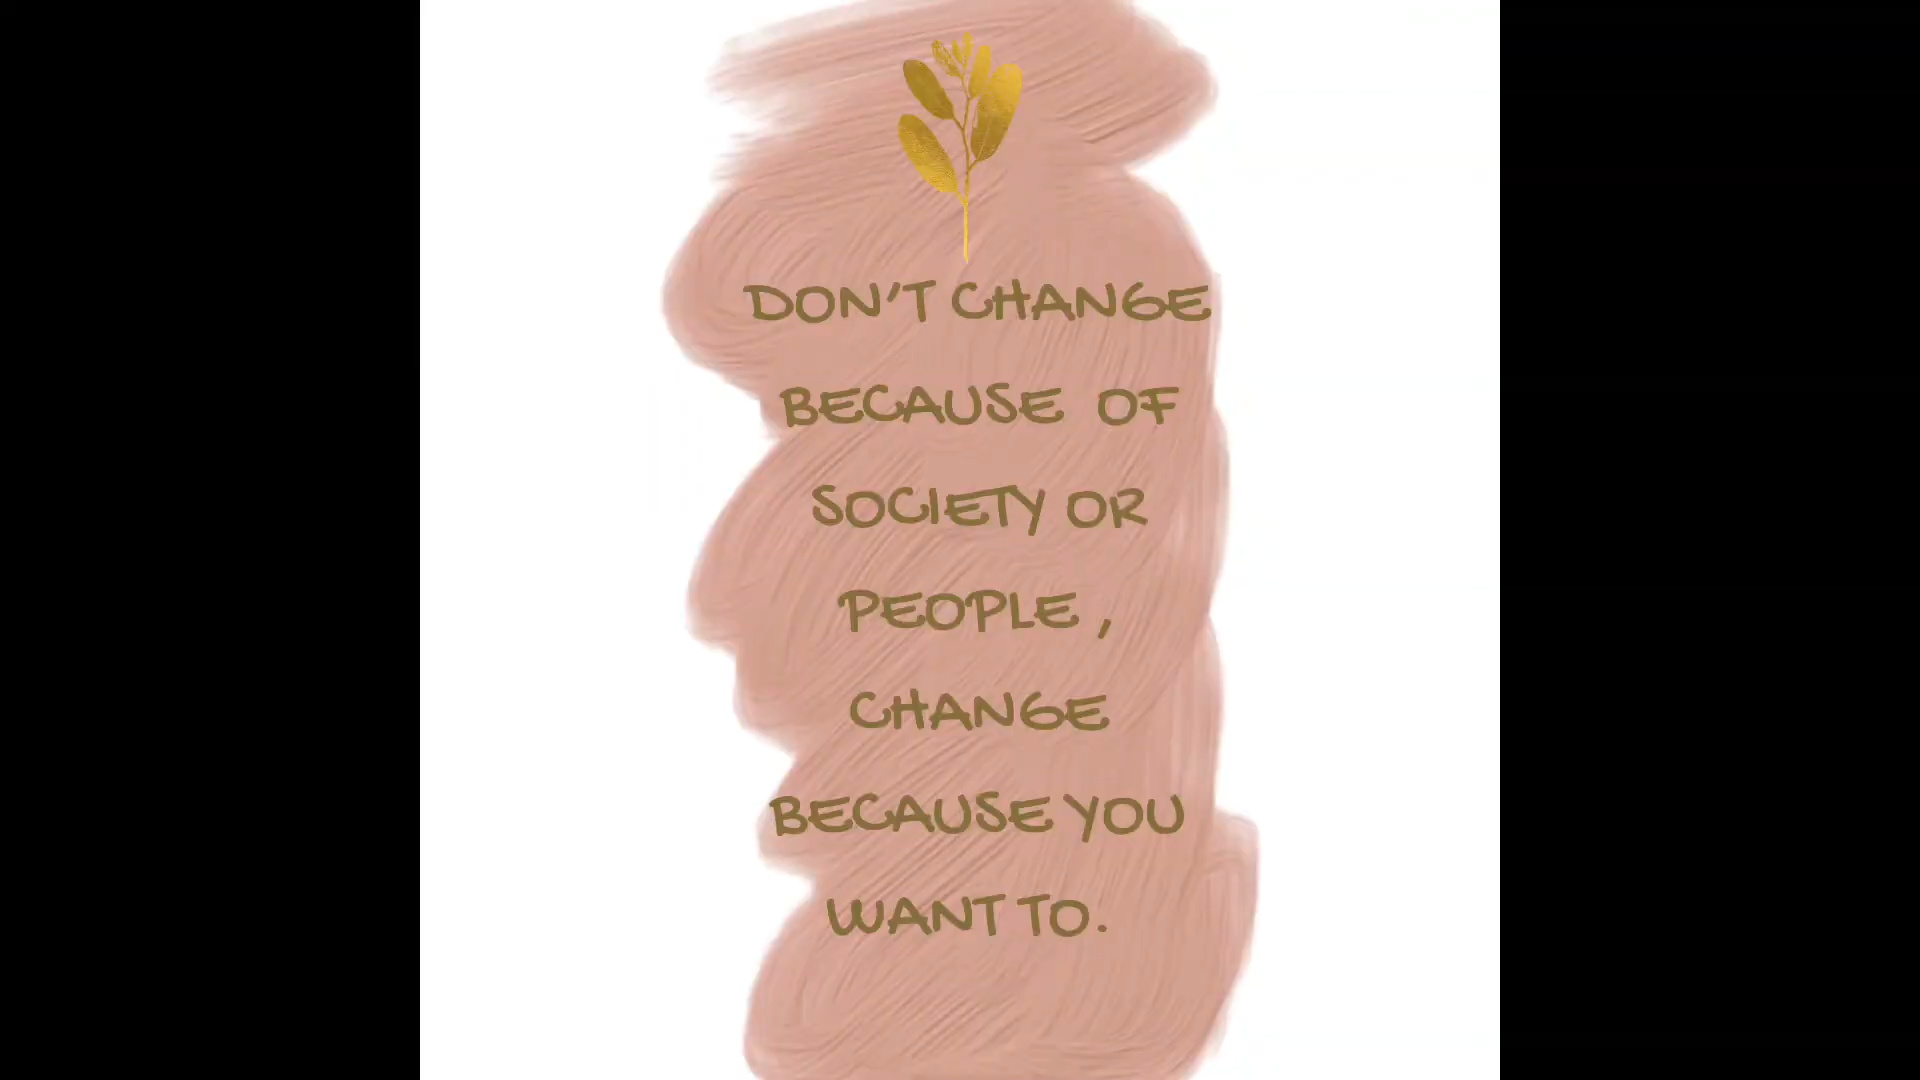 DON'T CHANGE
BECAUSE OF
SOCIETY OR
PEOPLE ,
CHANGE
BECAUSE YOU
WANT TO.